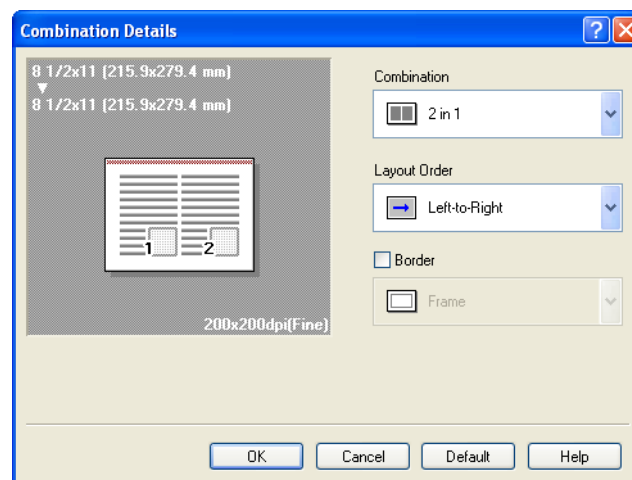 Combination Details
8 1/2x11 (215.9x279.4 mm)
8 1/2x11 (215.9x279.4 mm)
1 2
200x200dpi(Fine)
Combination
2 in 1
Layout Order
Left-to-Right
Border
Frame
OK Cancel Default Help